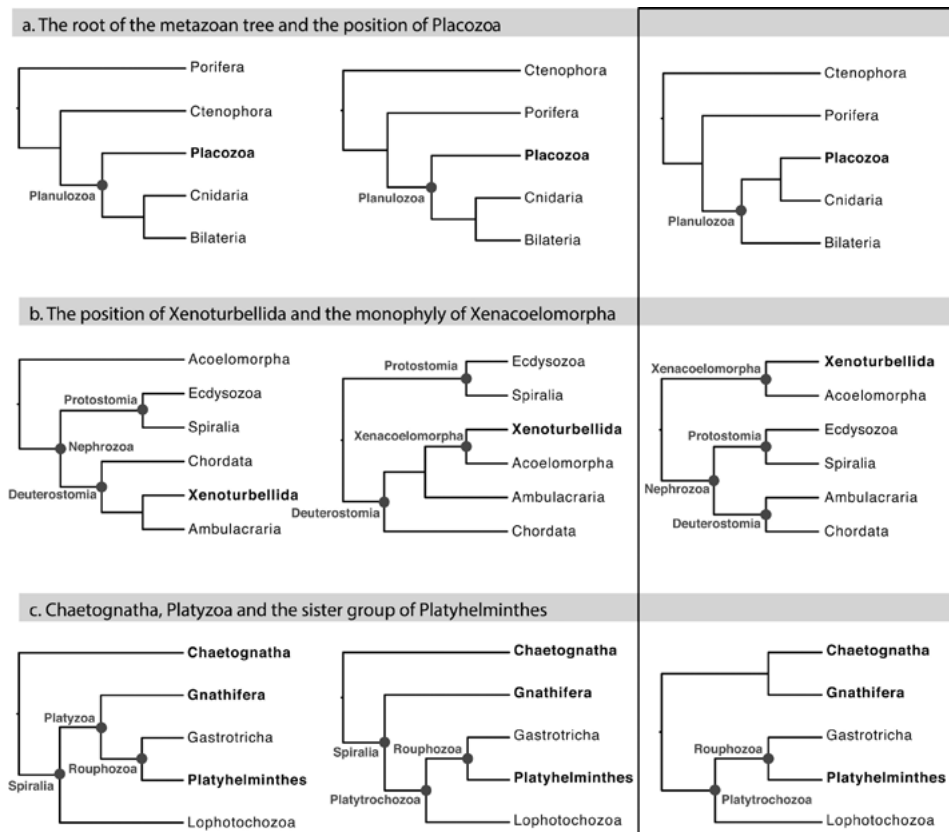 a. The root of the metazoan tree and the position of Placozoa
Porifera
Ctenophora
Placozoa
Planulozoa
Cnidaria
Bilateria
Ctenophora
Porifera
Placozoa
Planulozoa
Cnidaria
Bilateria
Ctenophora
Porifera
Placozoa
Cnidaria
Planulozoa
Bilateria
b. The position of Xenoturbellida and the monophyly of Xenacoelomorpha
Acoelomorpha
Protostomia
Ecdysozoa
Spiralia
Nephrozoa
Chordata
Deuterostomia
Xenoturbellida
Ambulacraria
Protostomia
Ecdysozoa
Spiralia
Xenacoelomorpha
Xenoturbellida
Acoelomorpha
Ambulacraria
Deuterostomia
Chordata
Xenacoelomorpha
Xenoturbellida
Acoelomorpha
Protostomia
Ecdysozoa
Spiralia
Nephrozoa
Ambulacraria
Deuterostomia
Chordata
c. Chaetognatha, Platyzoa and the sister group of Platyhelminthes
Chaetognatha
Gnathifera
Platyzoa
Gastrotricha
Rouphozoa
Platyhelminthes
Spiralia
Lophotochozoa
Chaetognatha
Gnathifera
Spiralia
Rouphozoa
Gastrotricha
Platyhelminthes
Platytrochozoa
Lophotochozoa
Chaetognatha
Gnathifera
Rouphozoa
Gastrotricha
Platyhelminthes
Platytrochozoa
Lophotochozoa